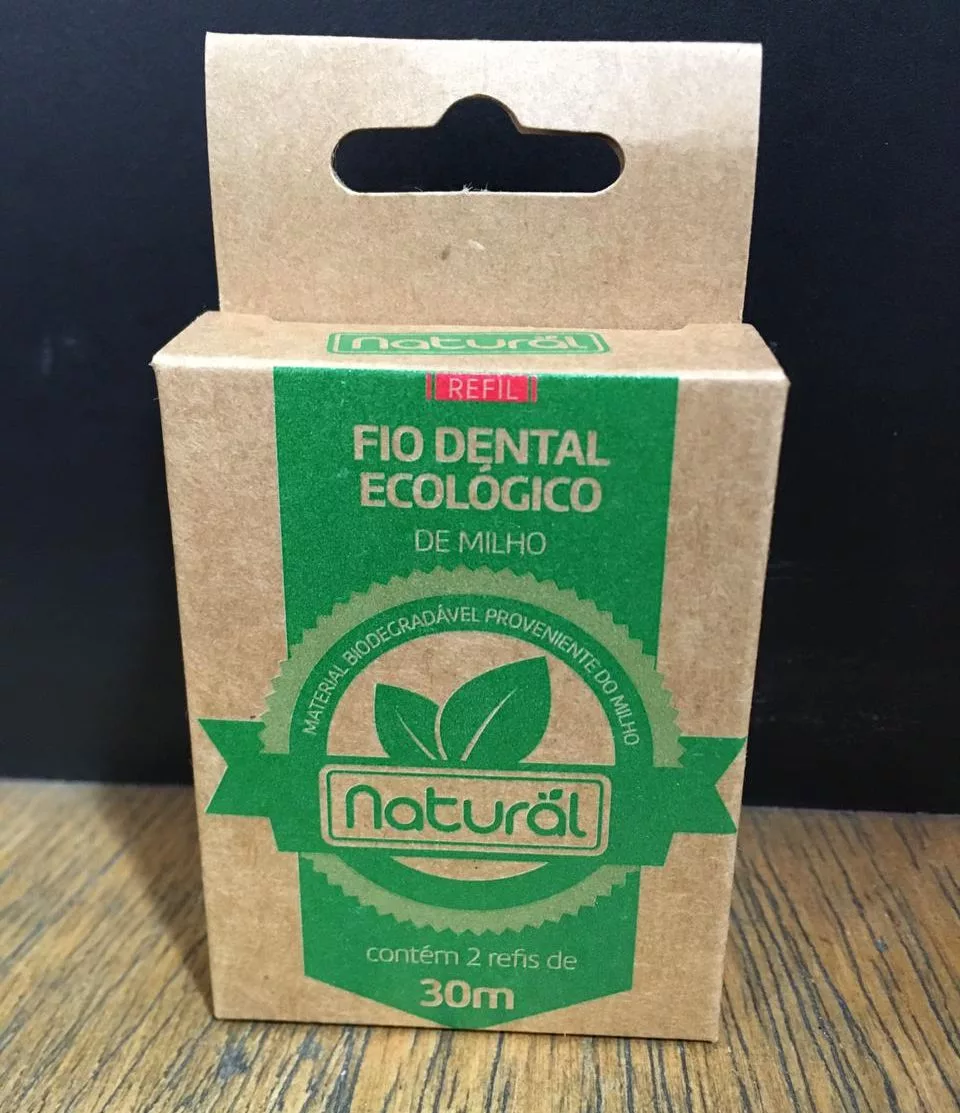 naturäl
REFIL
FIO DENTAL
ECOLÓGICO
DE MILHO
MATERIAL BIODEGRADÁVEL PROVENIENTE DO MILHO
naturäl
contém 2 refis de
30m